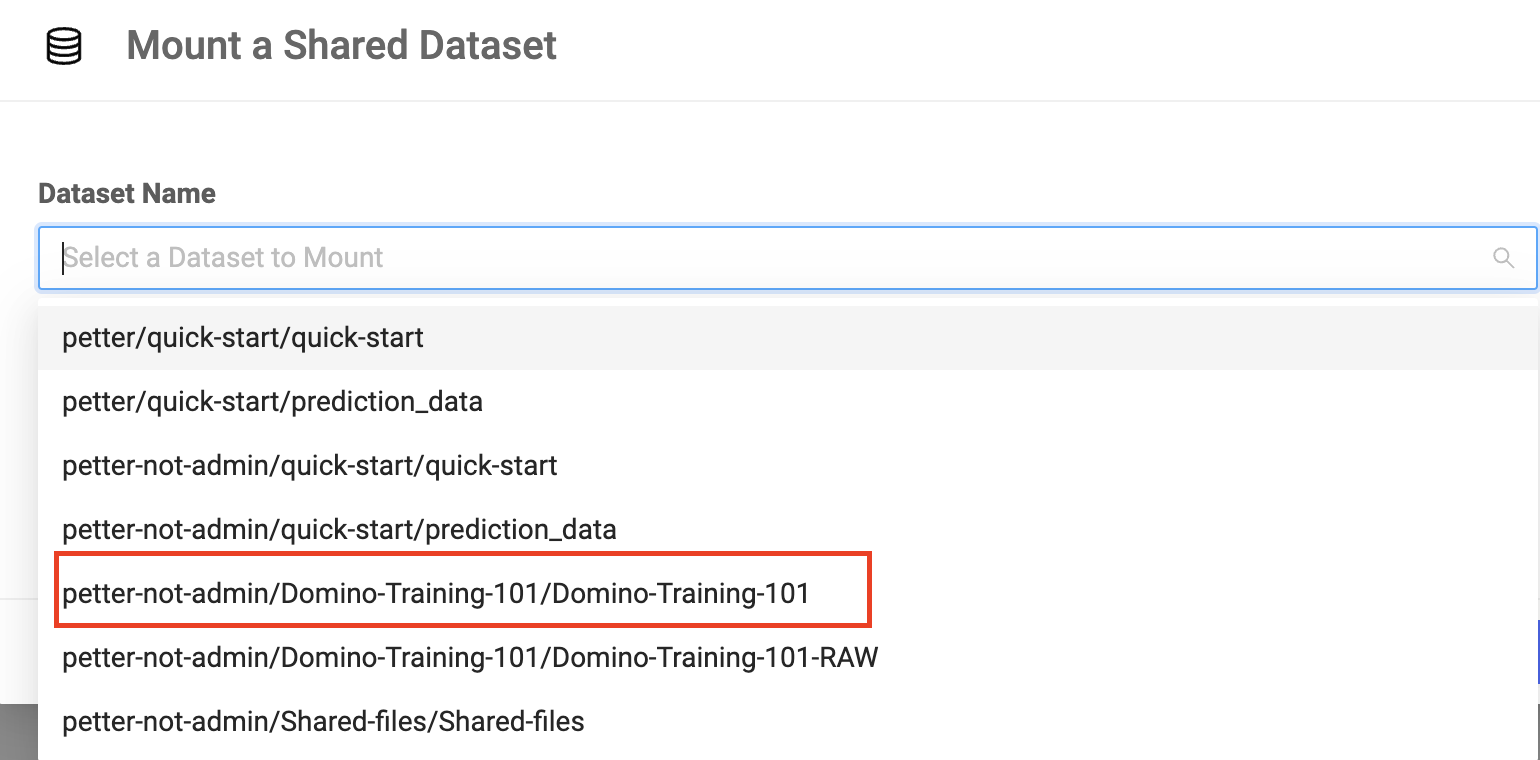 Mount a Shared Dataset
Dataset Name
Select a Dataset to Mount
petter/quick-start/quick-start
petter/quick-start/prediction_data
petter-not-admin/quick-start/quick-start
petter-not-admin/quick-start/prediction_data
petter-not-admin/Domino-Training-101/Domino-Training-101
petter-not-admin/Domino-Training-101/Domino-Training-101-RAW
petter-not-admin/Shared-files/Shared-files